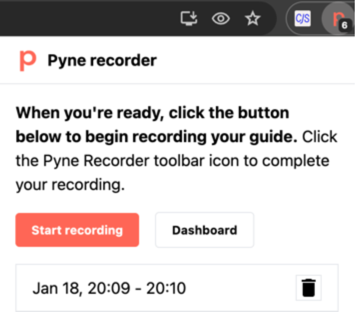 C/S
p
6
p Pyne recorder
When you're ready, click the button
below to begin recording your guide. Click
the Pyne Recorder toolbar icon to complete
your recording.
Start recording
Dashboard
Jan 18, 20:09 - 20:10